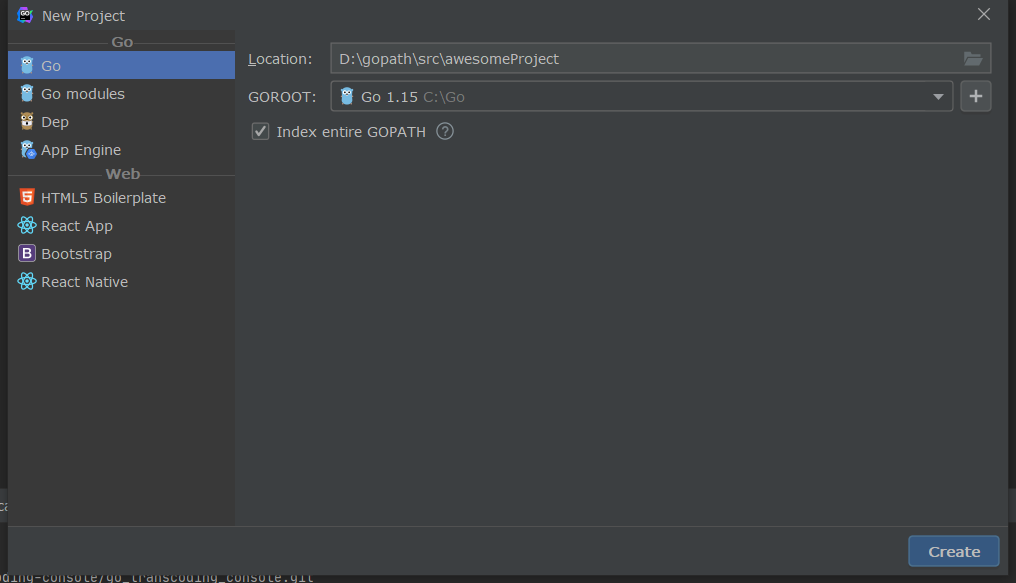 New Project
Go
Go
Go modules
Dep
App Engine
Web
HTML5 Boilerplate
React App
Bootstrap
React Native
Location: D:\gopath\src\awesomeProject
GOROOT: Go 1.15 C:\Go
Index entire GOPATH
Create
oding-console/go_transcoding_console.git